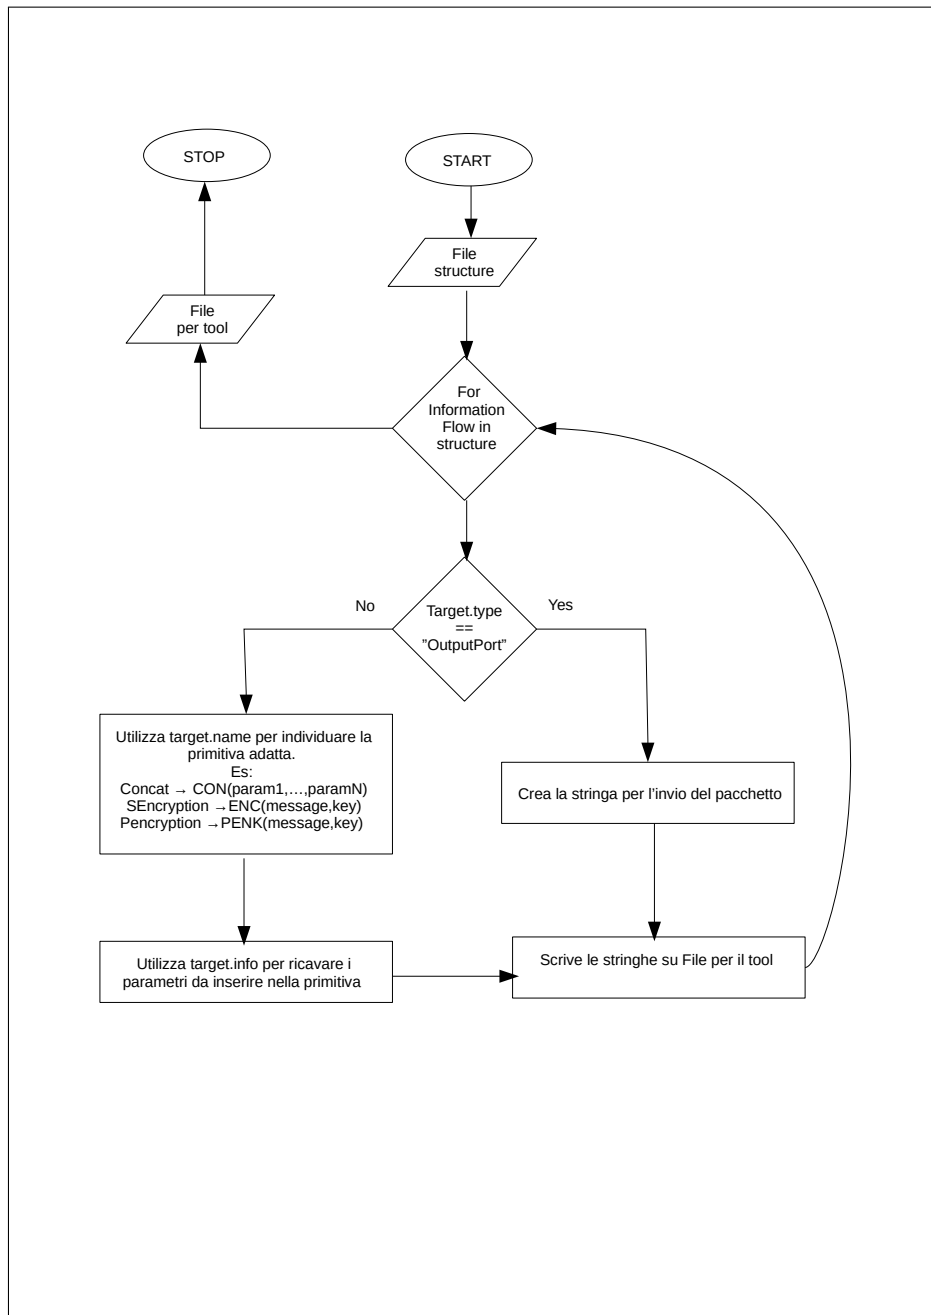 STOP
START
File
structure
File
per tool
For
Information
Flow in
structure
No
Yes
Target.type
==
”OutputPort”
Utilizza target.name per individuare la
primitiva adatta.
Es:
Concat → CON(param1,…,paramN)
SEncryption →ENC(message,key)
Pencryption →PENK(message,key)
Crea la stringa per l’invio del pacchetto
Utilizza target.info per ricavare i
parametri da inserire nella primitiva
Scrive le stringhe su File per il tool